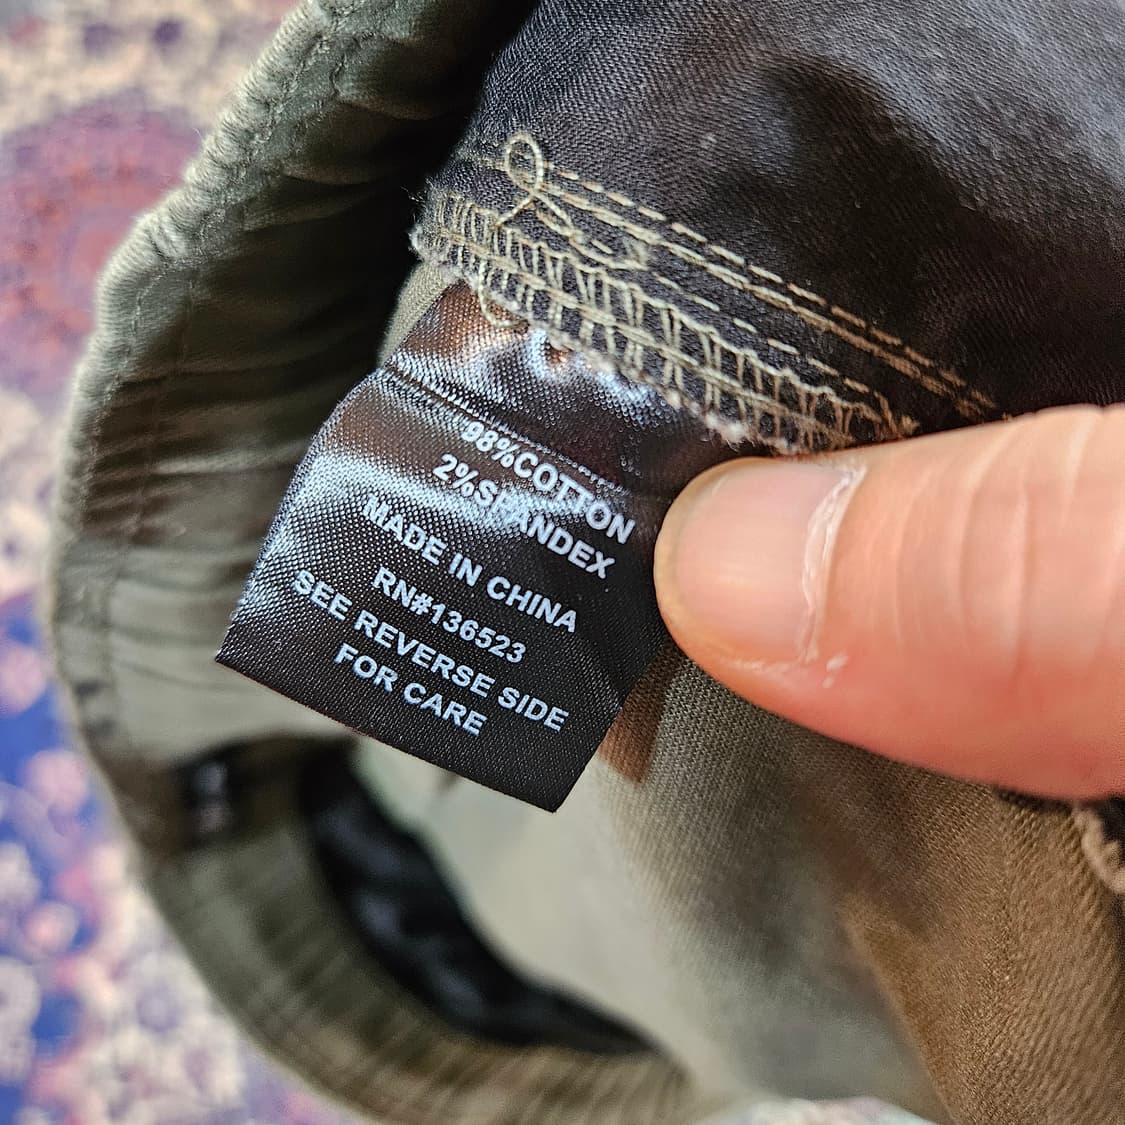 98%COTTON
2%SPANDEX
MADE IN CHINA
RN#136523
SEE REVERSE SIDE
FOR CARE